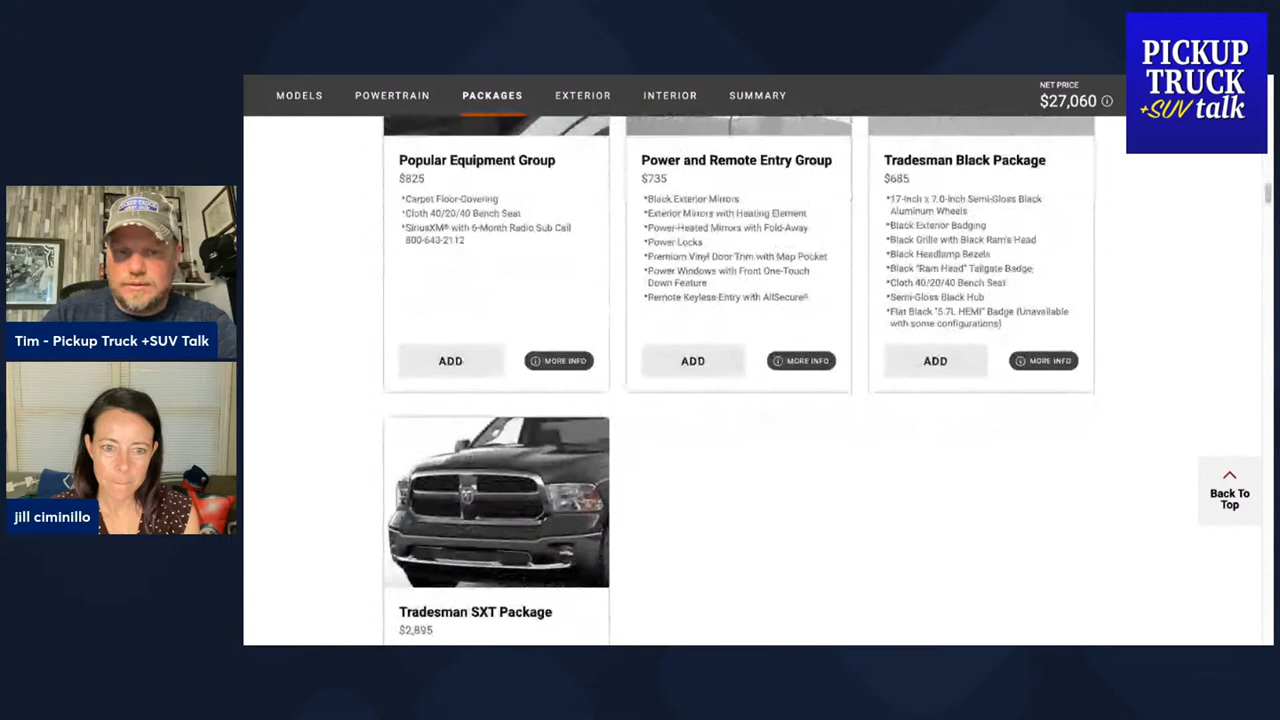 PICKUP
TRUCK
+SUV talk
MODELS
POWERTRAIN
PACKAGES
EXTERIOR
INTERIOR
SUMMARY
NET PRICE
$27,060
Popular Equipment Group
$825
*Carpet Floor-Covering
*Cloth 40/20/40 Bench Seat
*SiriusXM® with 6-Month Radio Sub Call
800-643-2112
ADD
MORE INFO
Power and Remote Entry Group
$735
*Black Exterior Mirrors
*Exterior Mirrors with Heating Element
*Power-Heated Mirrors with Fold-Away
*Power Locks
*Premium Vinyl Door Trim with Map Pocket
*Power Windows with Front One-Touch
Down Feature
*Remote Keyless-Entry with AllSecure®
ADD
MORE INFO
Tradesman Black Package
$685
*17-Inch x 7.0-Inch Semi-Gloss Black
Aluminum Wheels
*Black Exterior Badging
*Black Grille with Black Ram's Head
*Black Headlamp Bezels
*Black "Ram Head" Tailgate Badge
*Cloth 40/20/40 Bench Seat
*Semi-Gloss Black Hub
*Flat Black "5.7L HEMI" Badge (Unavailable
with some configurations)
ADD
MORE INFO
Tradesman SXT Package
$2,895
Back To
Top
Tim - Pickup Truck +SUV Talk
jill ciminillo